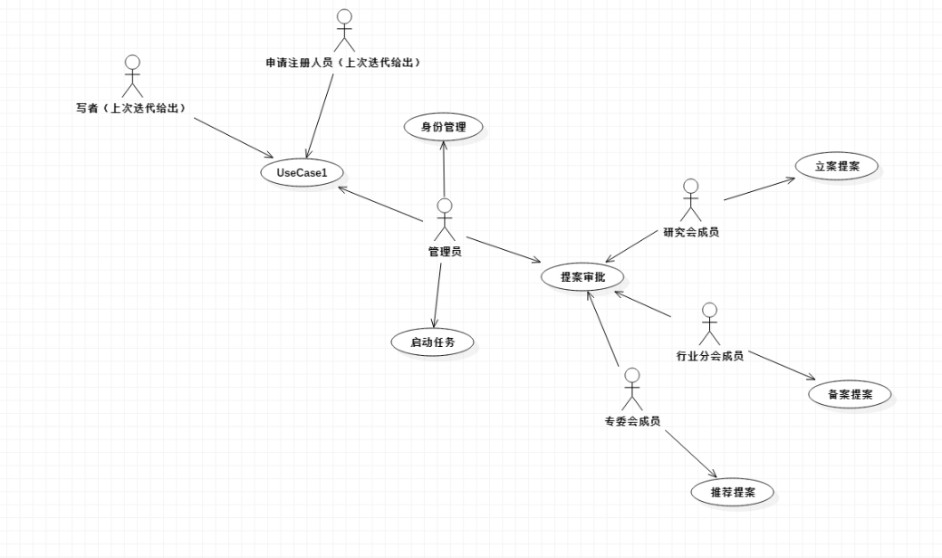 申请注册人员（上次迭代给出）
写者（上次迭代给出）
身份管理
UseCase1
立案提案
研究会成员
管理员
提案审批
启动任务
行业分会成员
备案提案
专委会成员
推荐提案